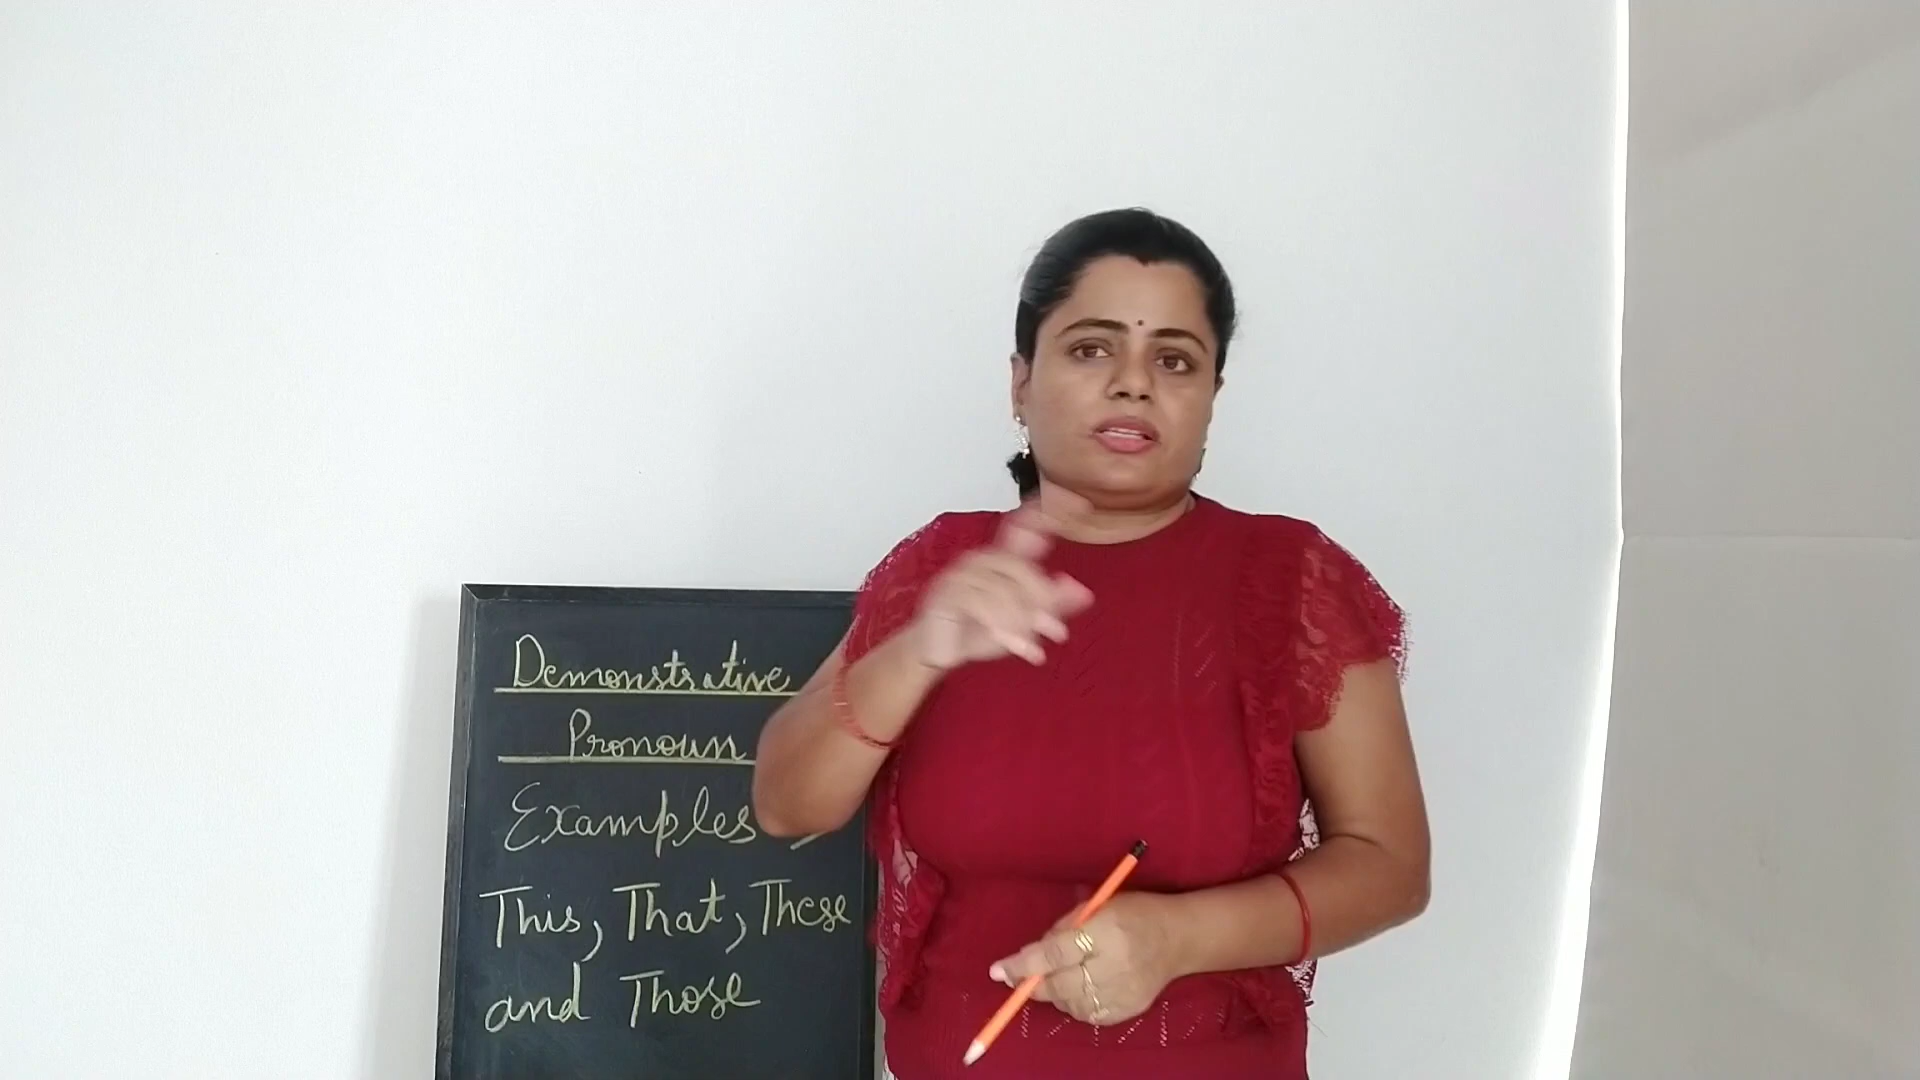 Demonstrative
Pronoun
Examples
This, That, These
and Those